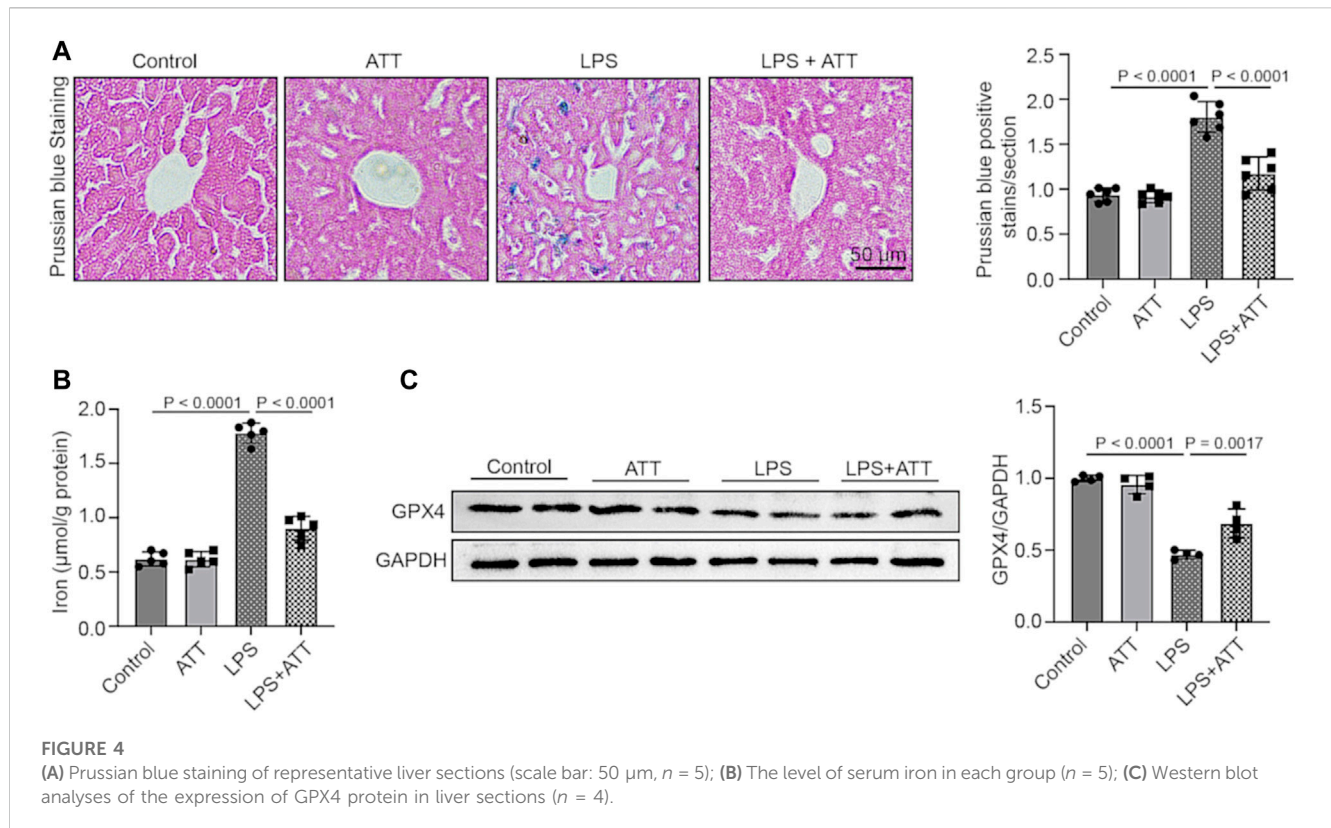 A
Control
ATT
LPS
LPS + ATT
Prussian blue Staining
50 µm
Prussian blue positive
stains/section
2.5
2.0
1.5
1.0
0.5
0.0
P < 0.0001
P < 0.0001
Control
ATT
LPS
LPS+ATT
B
Iron (µmol/g protein)
2.0
1.5
1.0
0.5
0.0
P < 0.0001
P < 0.0001
Control
ATT
LPS
LPS+ATT
C
Control
ATT
LPS
LPS+ATT
GPX4
GAPDH
GPX4/GAPDH
1.5
1.0
0.5
0.0
P < 0.0001
P = 0.0017
Control
ATT
LPS
LPS+ATT
FIGURE 4
(A) Prussian blue staining of representative liver sections (scale bar: 50 µm, n = 5); (B) The level of serum iron in each group (n = 5); (C) Western blot
analyses of the expression of GPX4 protein in liver sections (n = 4).